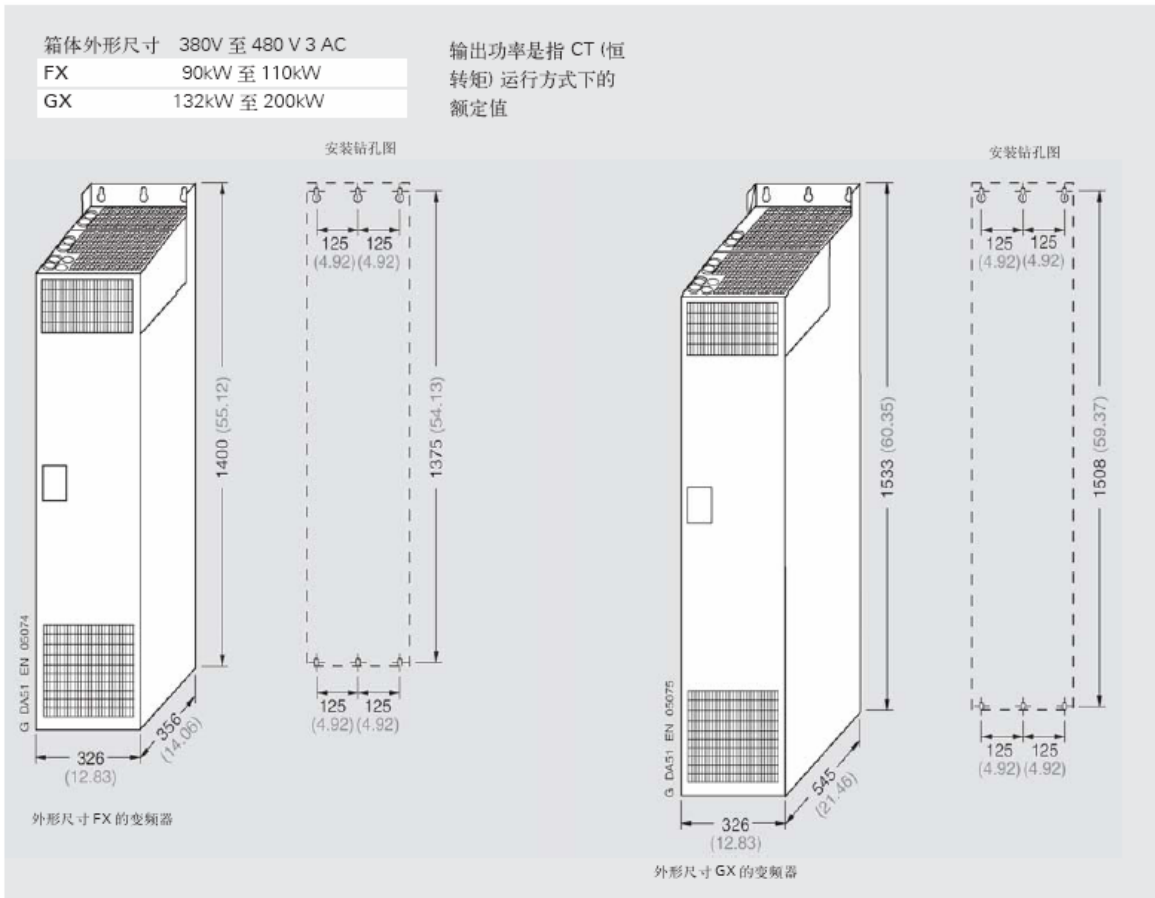 箱体外形尺寸 380V 至 480 V 3 AC
FX 90kW 至 110kW
GX 132kW 至 200kW
输出功率是指 CT (恒
转矩) 运行方式下的
额定值
安装钻孔图
125 125
(4.92) (4.92)
1400 (55.12)
1375 (54.13)
125 125
(4.92) (4.92)
G DA51 EN 05074
356
(14.06)
326
(12.83)
外形尺寸 FX 的变频器
安装钻孔图
125 125
(4.92) (4.92)
1533 (60.35)
1508 (59.37)
125 125
(4.92) (4.92)
G DA51 EN 05075
545
(21.46)
326
(12.83)
外形尺寸 GX 的变频器